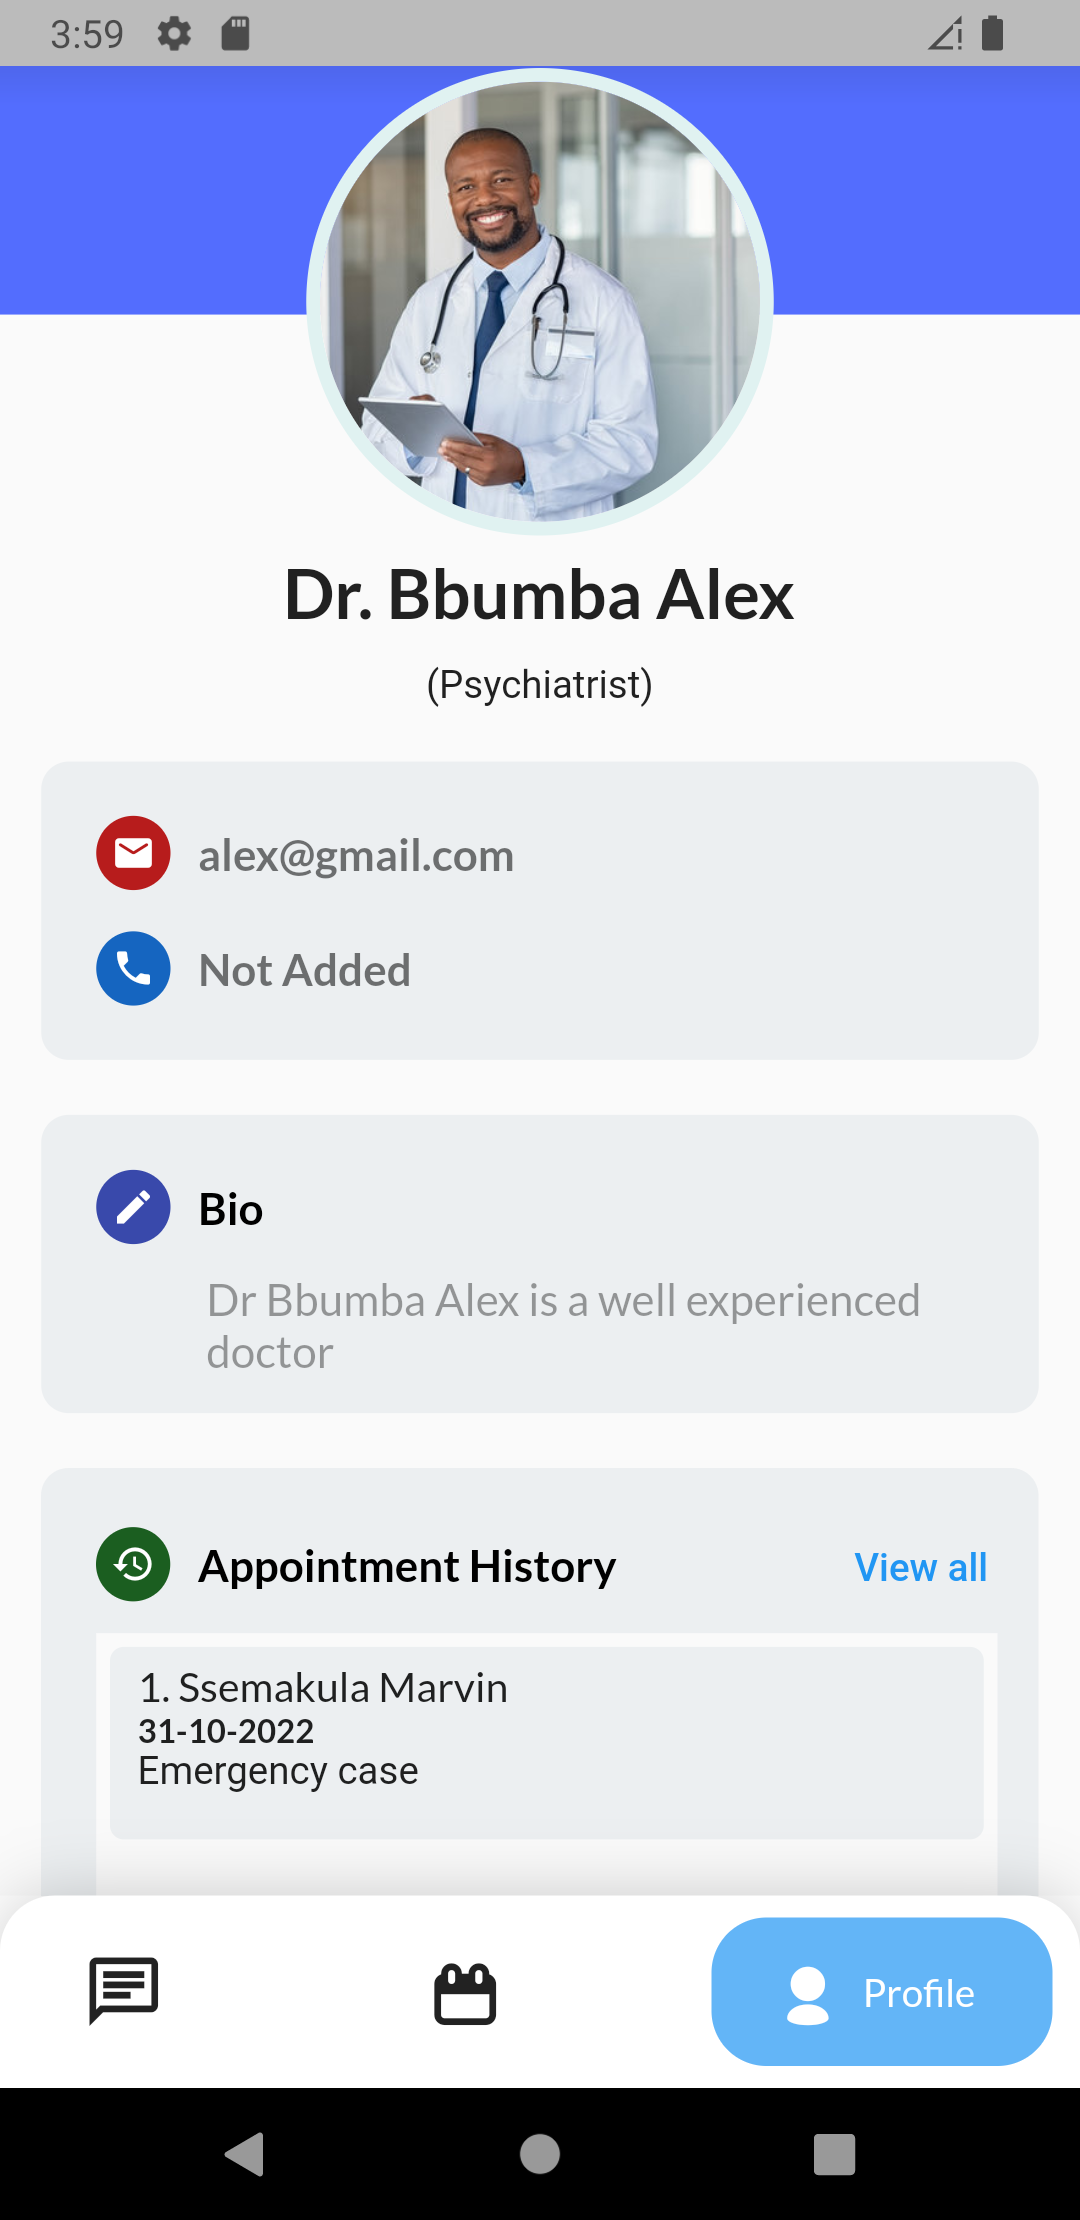 3:59
Dr. Bbumba Alex
(Psychiatrist)
alex@gmail.com
Not Added
Bio
Dr Bbumba Alex is a well experienced
doctor
Appointment History
View all
1. Ssemakula Marvin
31-10-2022
Emergency case
Profile